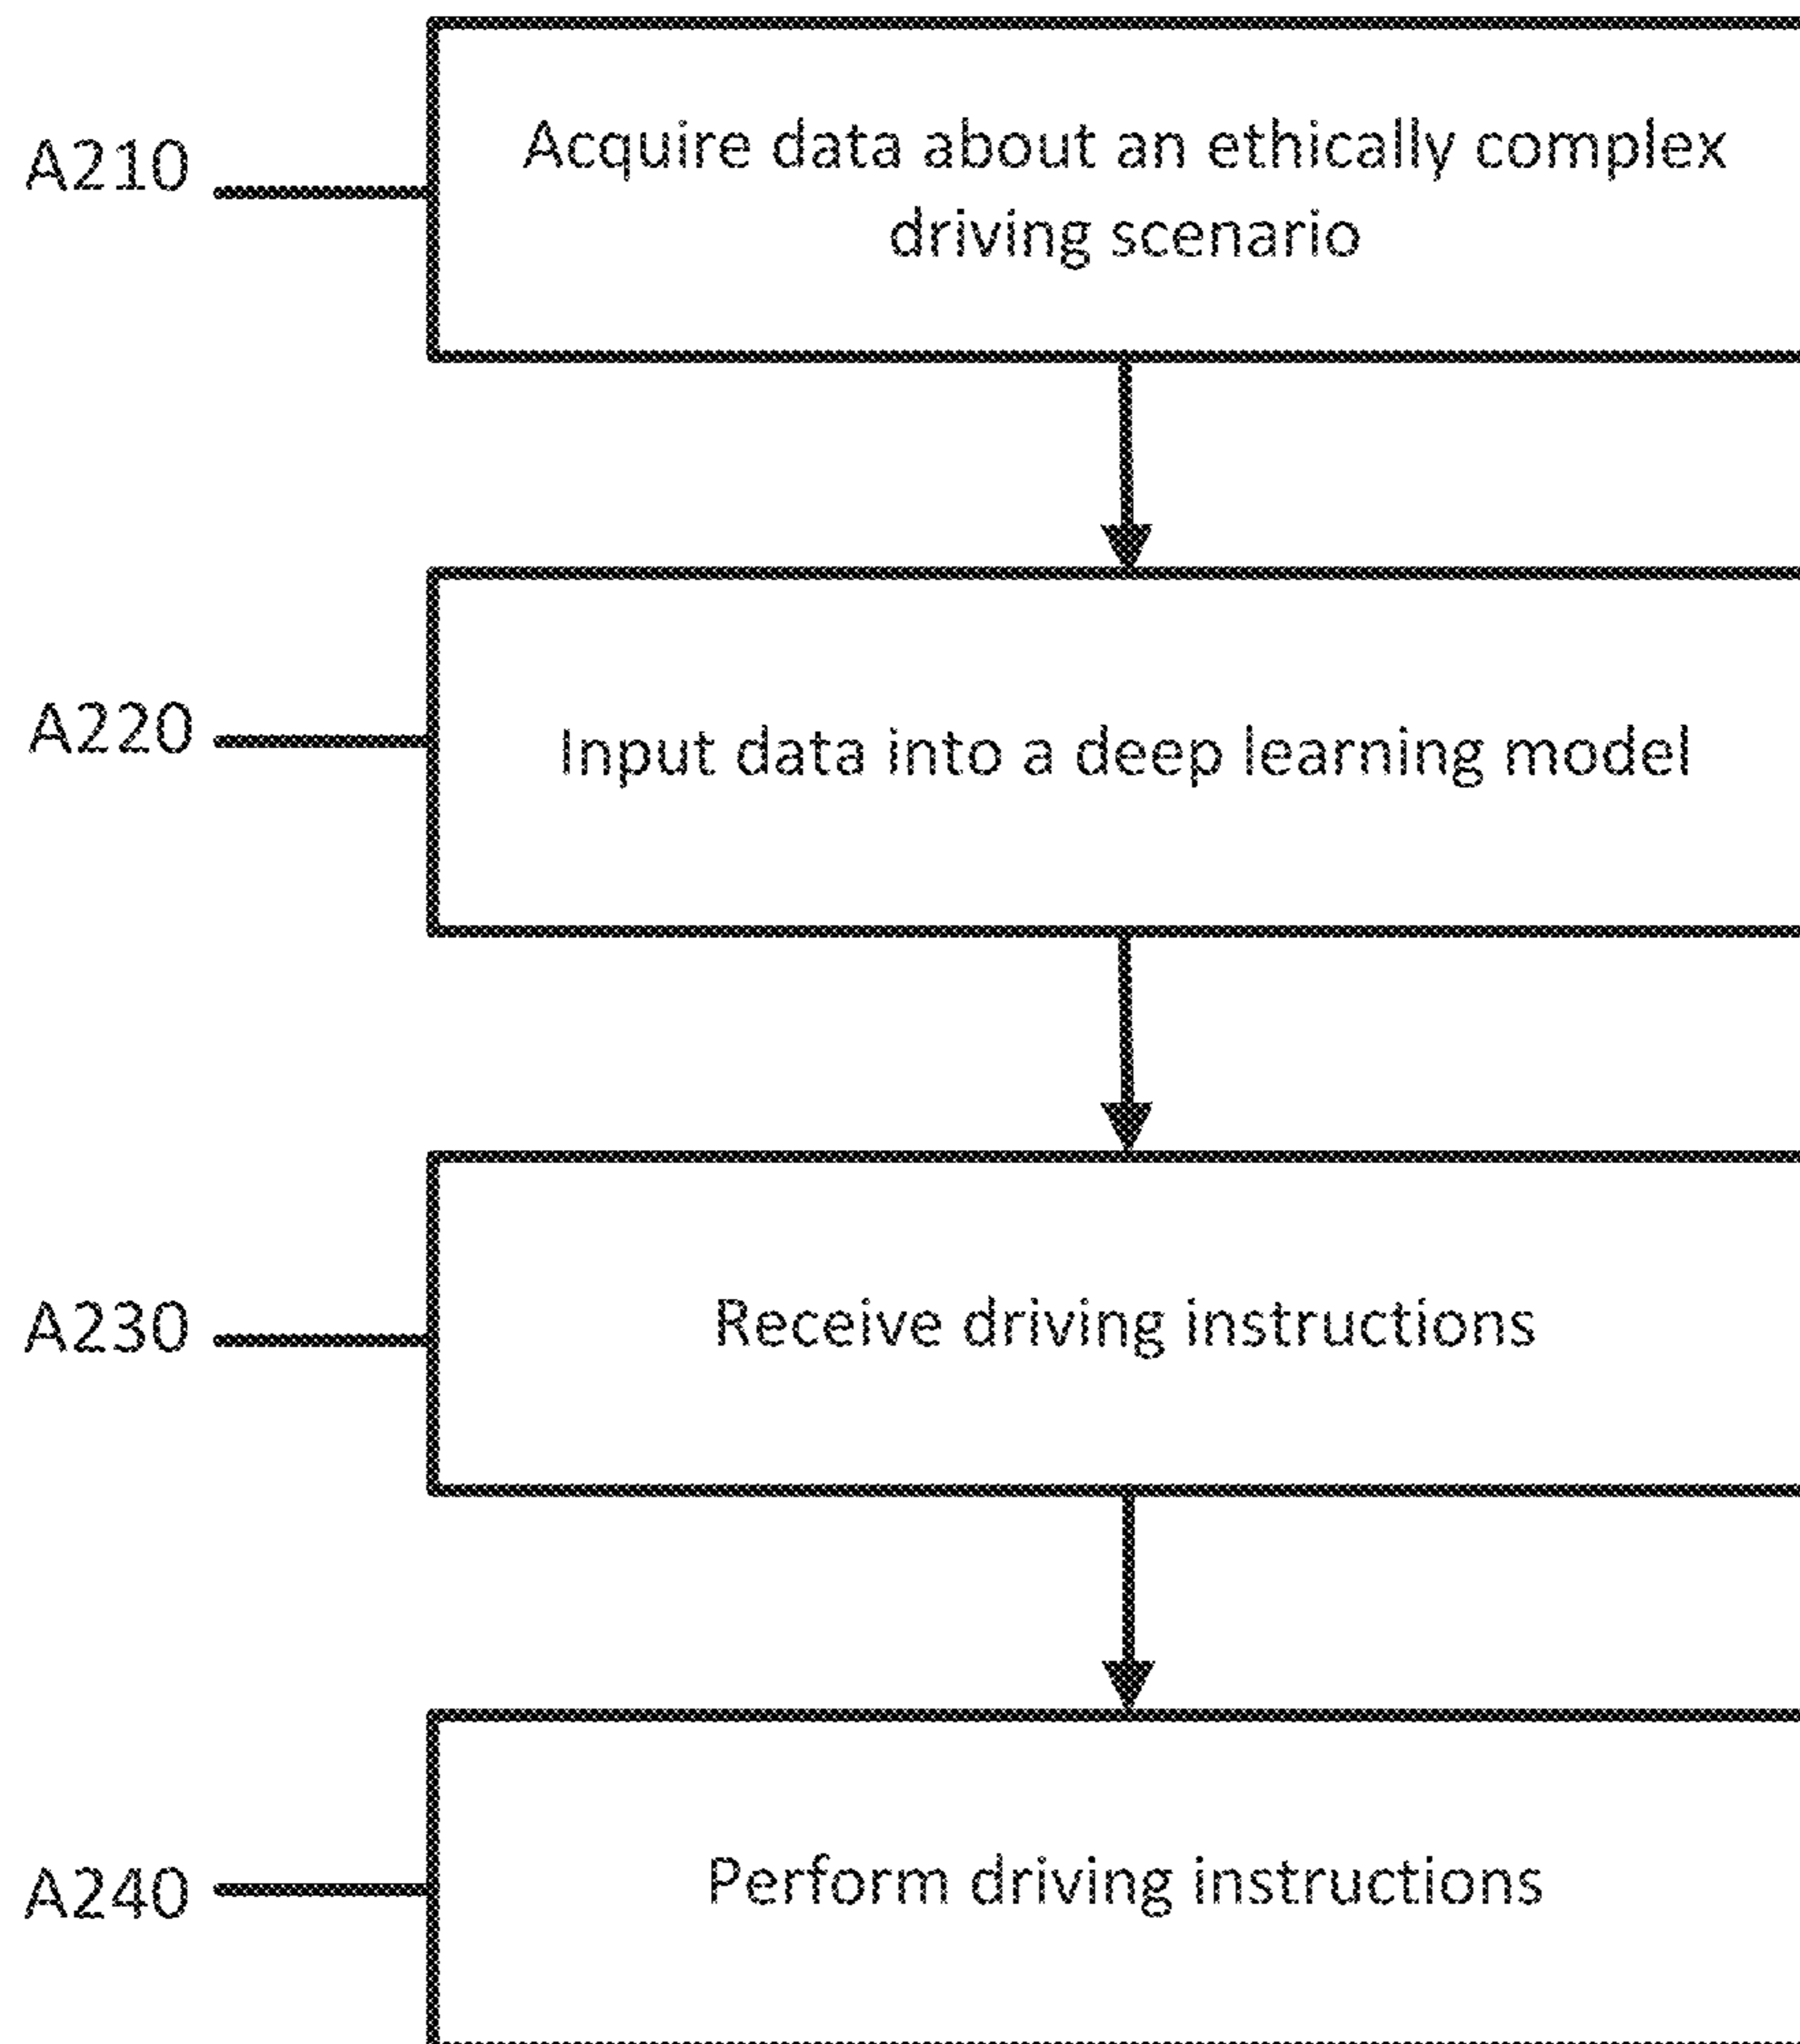 A210
Acquire data about an ethically complex
driving scenario
A220
Input data into a deep learning model
A230
Receive driving instructions
A240
Perform driving instructions